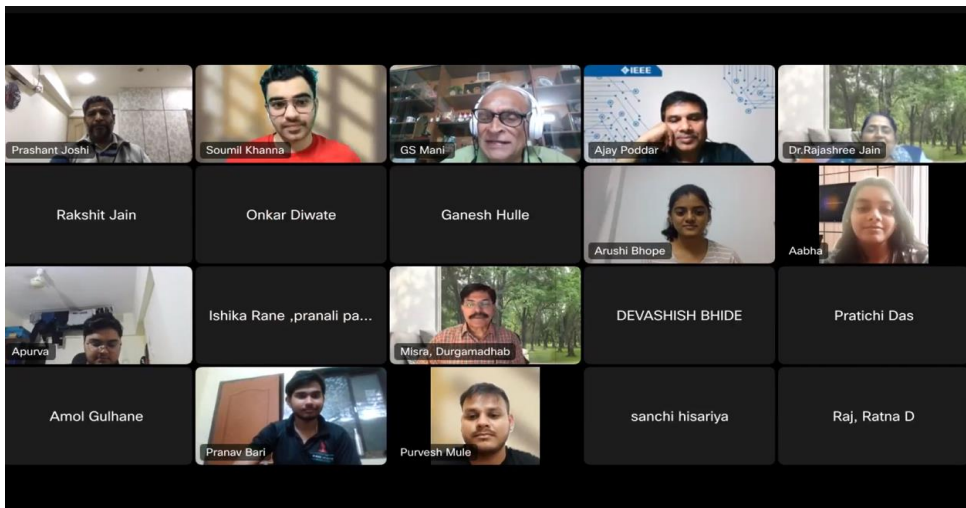 IEEE
Prashant Joshi
Soumil Khanna
GS Mani
Ajay Poddar
Dr.Rajashree Jain
Rakshit Jain
Onkar Diwate
Ganesh Hulle
Arushi Bhope
Aabha
Apurva
Ishika Rane ,pranali pa...
Misra, Durgamadhab
DEVASHISH BHIDE
Pratichi Das
Amol Gulhane
Pranav Bari
Purvesh Mule
sanchi hisariya
Raj, Ratna D